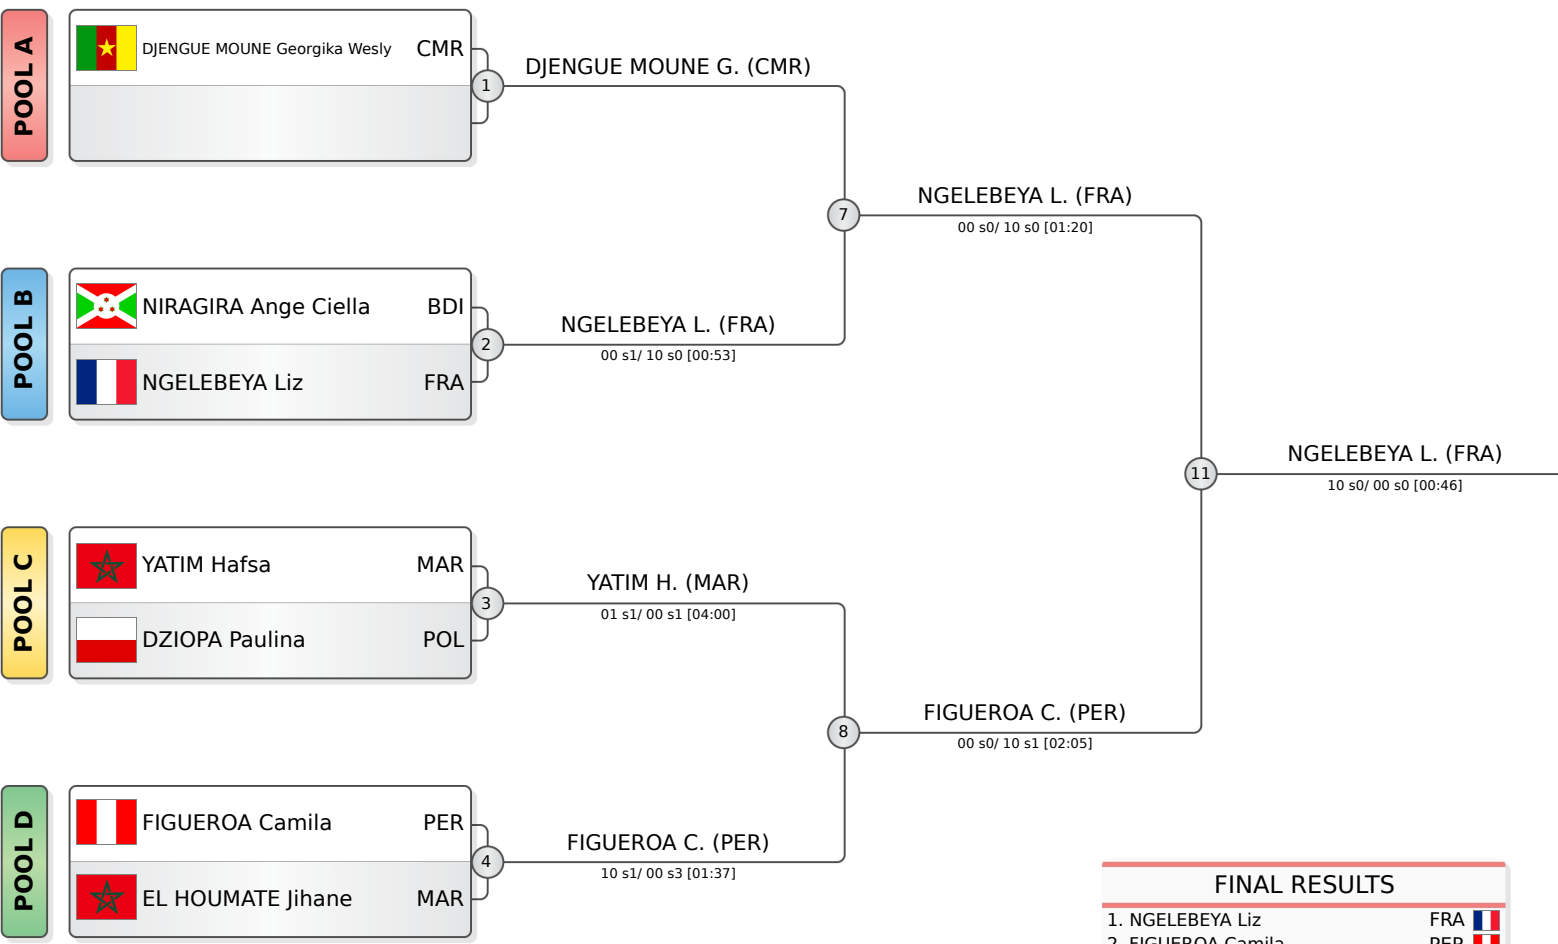 POOL A
DJENGUE MOUNE Georgika Wesly CMR
1
DJENGUE MOUNE G. (CMR)
7
NGELEBEYA L. (FRA)
00 s0/ 10 s0 [01:20]
POOL B
NIRAGIRA Ange Ciella BDI
NGELEBEYA Liz FRA
2
NGELEBEYA L. (FRA)
00 s1/ 10 s0 [00:53]
11
NGELEBEYA L. (FRA)
10 s0/ 00 s0 [00:46]
POOL C
YATIM Hafsa MAR
DZIOPA Paulina POL
3
YATIM H. (MAR)
01 s1/ 00 s1 [04:00]
8
FIGUEROA C. (PER)
00 s0/ 10 s1 [02:05]
POOL D
FIGUEROA Camila PER
EL HOUMATE Jihane MAR
4
FIGUEROA C. (PER)
10 s1/ 00 s3 [01:37]
FINAL RESULTS
1. NGELEBEYA Liz FRA
2. FIGUEROA Camila PER